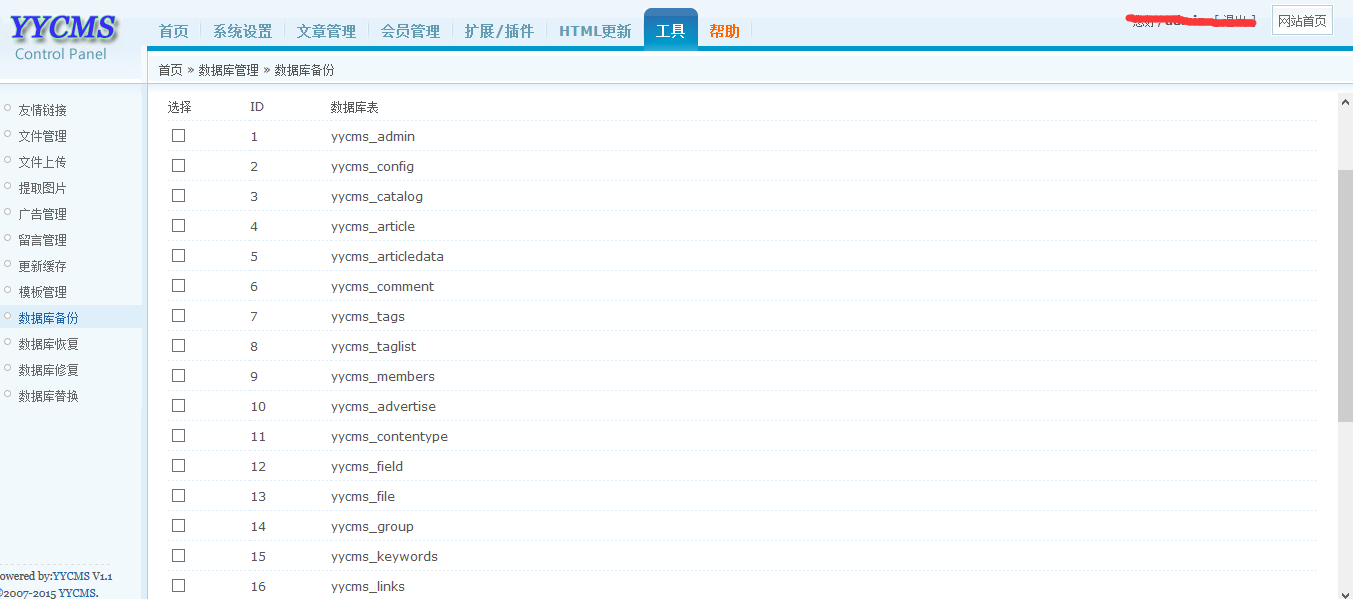 YYCMS
Control Panel
首页 系统设置 文章管理 会员管理 扩展/插件 HTML更新 工具 帮助
网站首页
首页 » 数据库管理 » 数据库备份
友情链接
文件管理
文件上传
提取图片
广告管理
留言管理
更新缓存
模板管理
数据库备份
数据库恢复
数据库修复
数据库替换
owered by:YYCMS V1.1
©2007-2015 YYCMS.
选择 ID 数据库表
1 yycms_admin
2 yycms_config
3 yycms_catalog
4 yycms_article
5 yycms_articledata
6 yycms_comment
7 yycms_tags
8 yycms_taglist
9 yycms_members
10 yycms_advertise
11 yycms_contentype
12 yycms_field
13 yycms_file
14 yycms_group
15 yycms_keywords
16 yycms_links